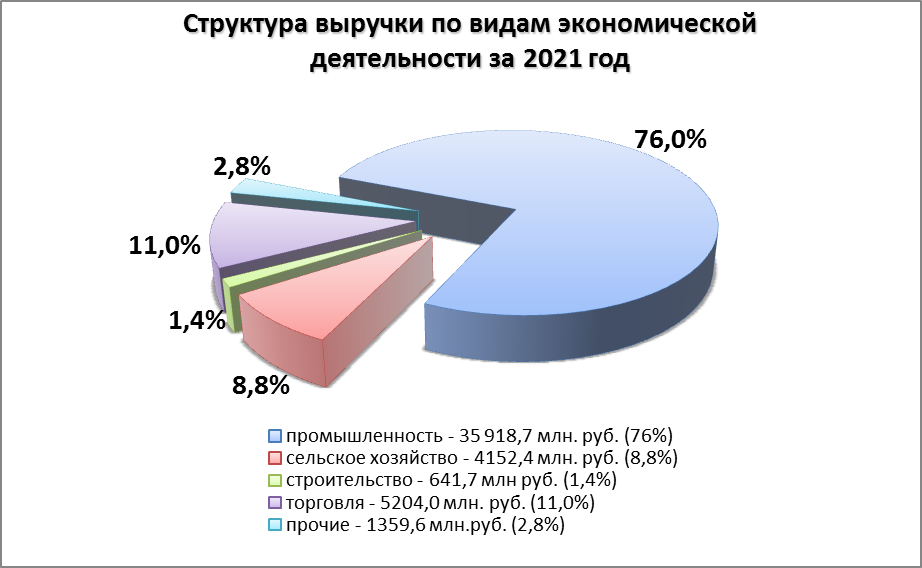 Структура выручки по видам экономической
деятельности за 2021 год
76,0%
2,8%
11,0%
1,4%
8,8%
промышленность - 35 918,7 млн. руб. (76%)
сельское хозяйство - 4152,4 млн. руб. (8,8%)
строительство - 641,7 млн руб. (1,4%)
торговля - 5204,0 млн. руб. (11,0%)
прочие - 1359,6 млн.руб. (2,8%)